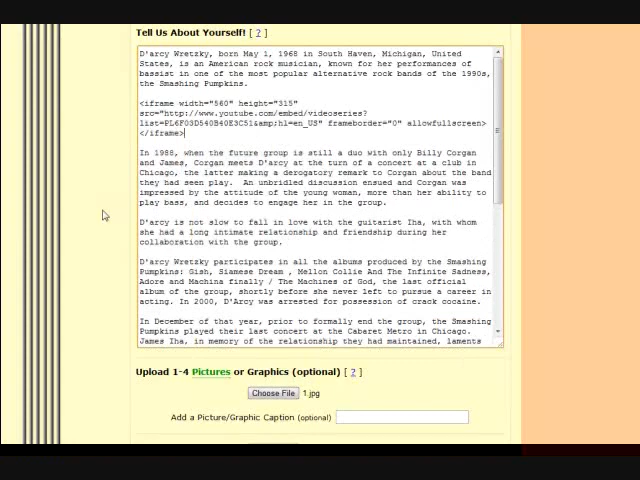 Tell Us About Yourself! [ ? ]
D'arcy Wretzky, born May 1, 1968 in South Haven, Michigan, United
States, is an American rock musician, known for her performances of
bassist in one of the most popular alternative rock bands of the 1990s,
the Smashing Pumpkins.
<iframe width="560" height="315"
src="http://www.youtube.com/embed/videoseries?
list=PL6F03D540B40E3C51&amp;hl=en_US" frameborder="0" allowfullscreen>
</iframe>
In 1988, when the future group is still a duo with only Billy Corgan
and James, Corgan meets D'arcy at the turn of a concert at a club in
Chicago, the latter making a derogatory remark to Corgan about the band
they had seen play.  An unbridled discussion ensued and Corgan was
impressed by the attitude of the young woman, more than her ability to
play bass, and decides to engage her in the group.
D'arcy is not slow to fall in love with the guitarist Iha, with whom
she had a long intimate relationship and friendship during her
collaboration with the group.
D'arcy Wretzky participates in all the albums produced by the Smashing
Pumpkins: Gish, Siamese Dream , Mellon Collie And The Infinite Sadness,
Adore and Machina finally / The Machines of God, the last official
album of the group, shortly before she never left to pursue a career in
acting. In 2000, D'Arcy was arrested for possession of crack cocaine.
In December of that year, prior to formally end the group, the Smashing
Pumpkins played their last concert at the Cabaret Metro in Chicago.
James Iha, in memory of the relationship they had maintained, laments
Upload 1-4 Pictures or Graphics (optional) [ ? ]
Choose File 1.jpg
Add a Picture/Graphic Caption (optional)